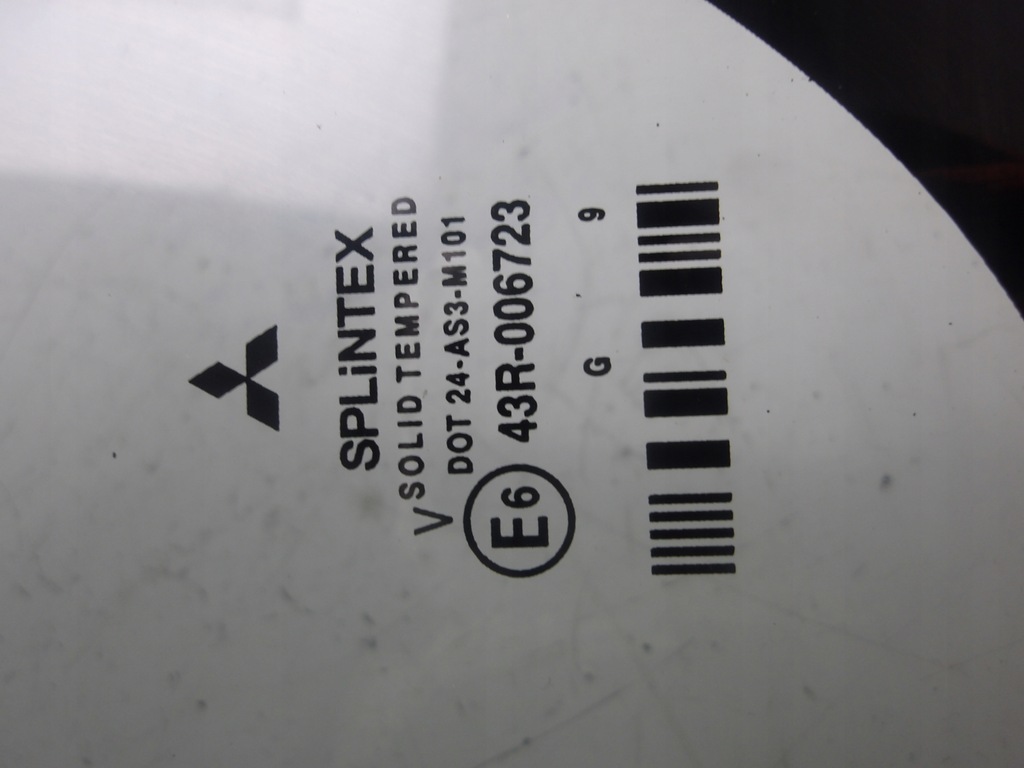 SPLiNTEX
SOLID TEMPERED
V
DOT 24-AS3-M101
E6 43R-006723
G 9